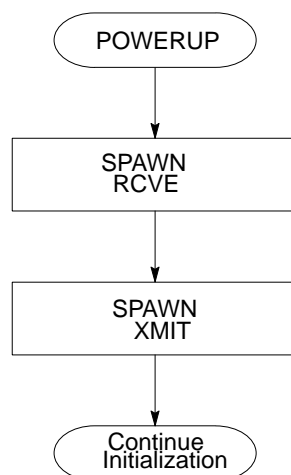 POWERUP
SPAWN
RCVE
SPAWN
XMIT
Continue
Initialization